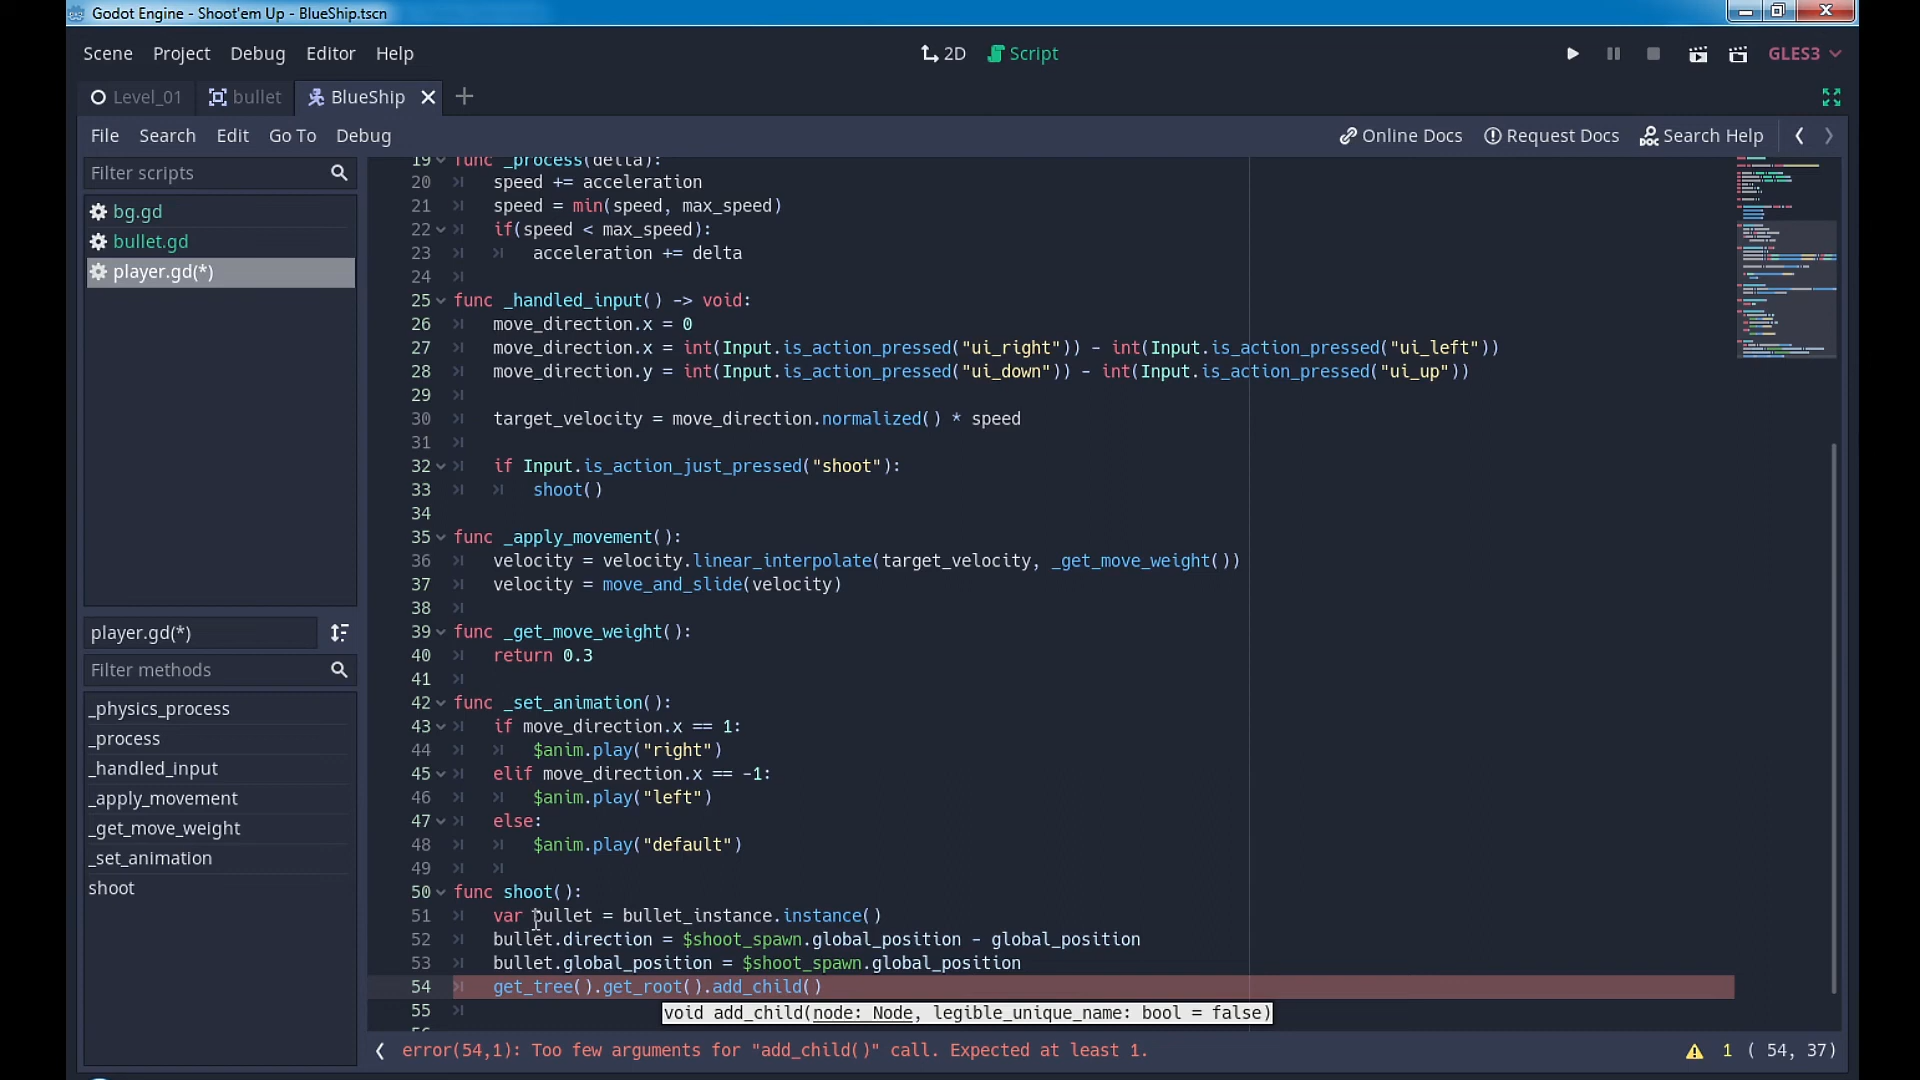 Godot Engine - Shoot'em Up - BlueShip.tscn
Scene Project Debug Editor Help
2D Script
GLES3
Level_01 bullet BlueShip
File Search Edit Go To Debug
Online Docs Request Docs Search Help
Filter scripts
bg.gd
bullet.gd
player.gd(*)
player.gd(*)
Filter methods
_physics_process
_process
_handled_input
_apply_movement
_get_move_weight
_set_animation
shoot
19 func _process(delta):
20 speed += acceleration
21 speed = min(speed, max_speed)
22 if(speed < max_speed):
23 acceleration += delta
24
25 func _handled_input() -> void:
26 move_direction.x = 0
27 move_direction.x = int(Input.is_action_pressed("ui_right")) - int(Input.is_action_pressed("ui_left"))
28 move_direction.y = int(Input.is_action_pressed("ui_down")) - int(Input.is_action_pressed("ui_up"))
29
30 target_velocity = move_direction.normalized() * speed
31
32 if Input.is_action_just_pressed("shoot"):
33 shoot()
34
35 func _apply_movement():
36 velocity = velocity.linear_interpolate(target_velocity, _get_move_weight())
37 velocity = move_and_slide(velocity)
38
39 func _get_move_weight():
40 return 0.3
41
42 func _set_animation():
43 if move_direction.x == 1:
44 $anim.play("right")
45 elif move_direction.x == -1:
46 $anim.play("left")
47 else:
48 $anim.play("default")
49
50 func shoot():
51 var bullet = bullet_instance.instance()
52 bullet.direction = $shoot_spawn.global_position - global_position
53 bullet.global_position = $shoot_spawn.global_position
54 get_tree().get_root().add_child()
55
void add_child(node: Node, legible_unique_name: bool = false)
error(54,1): Too few arguments for "add_child()" call. Expected at least 1.
1 ( 54, 37)